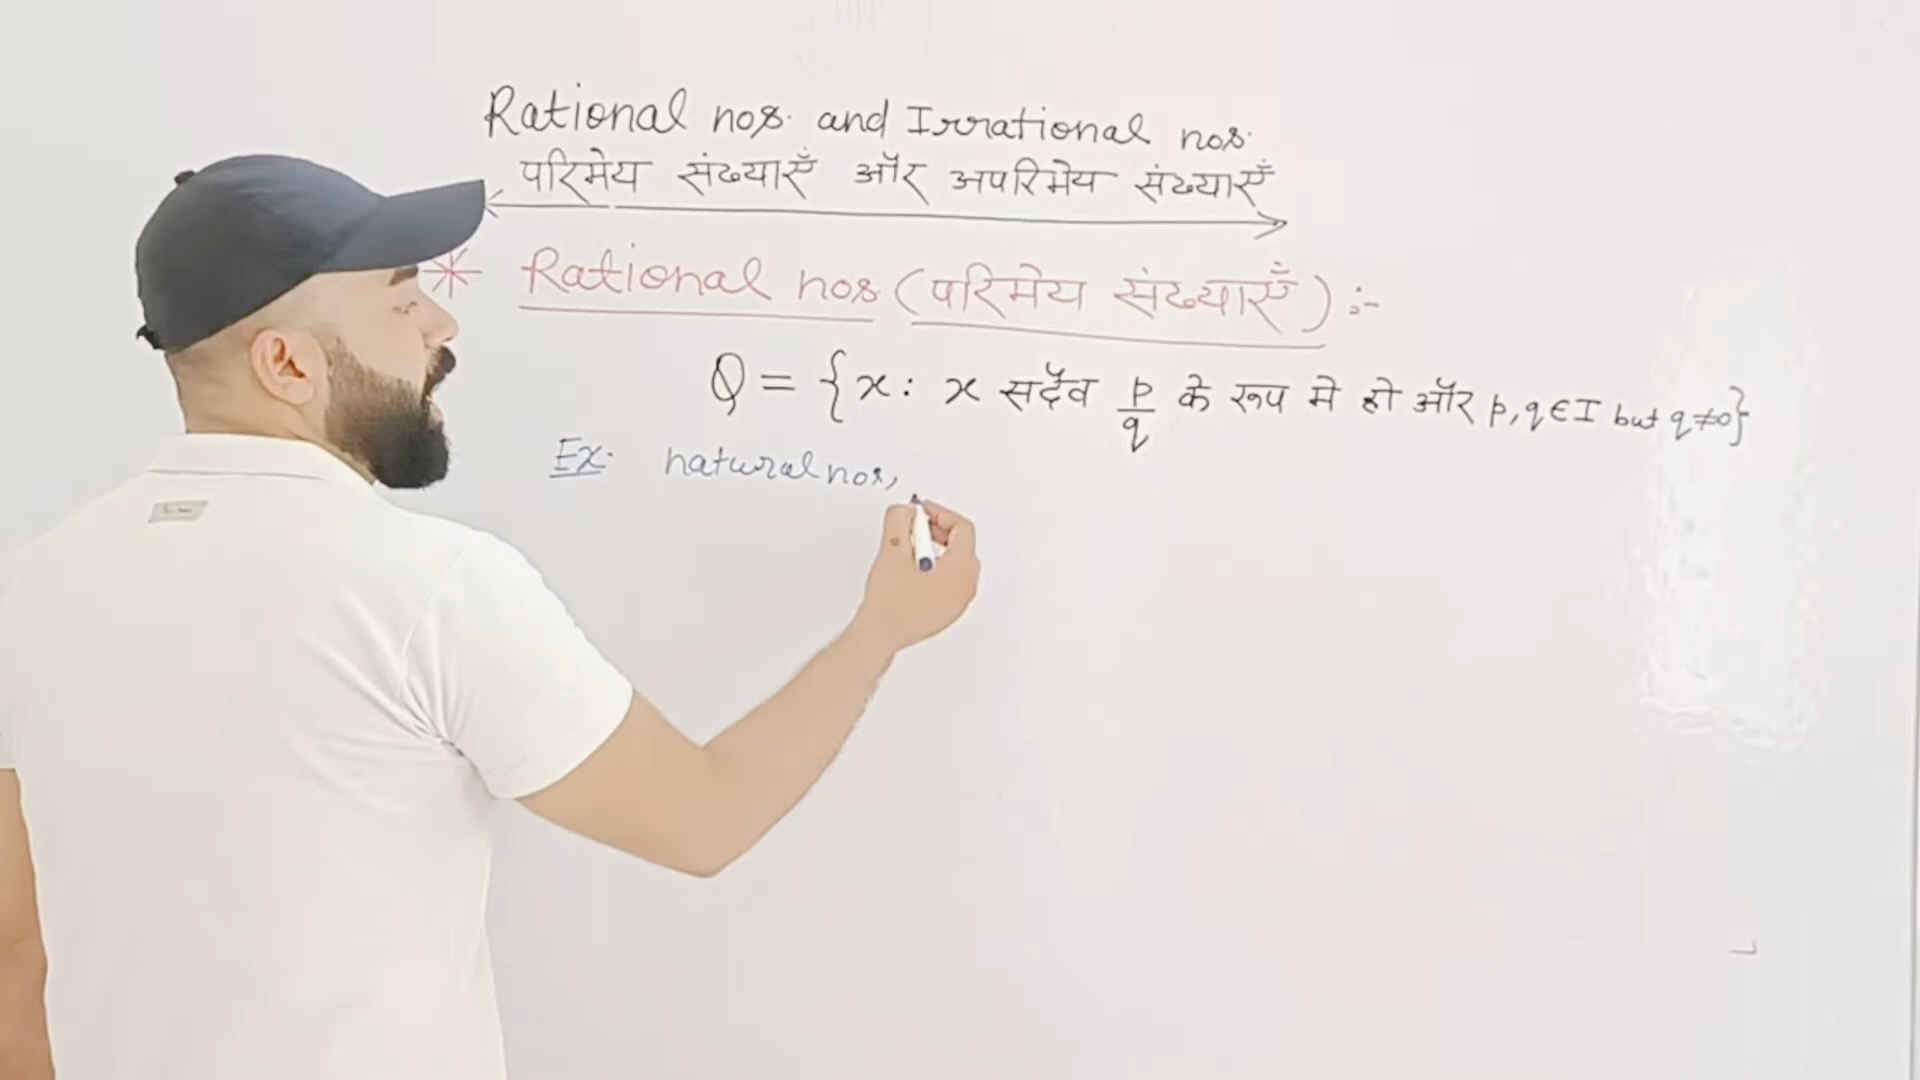 Rational nos. and Irrational nos.
परिमेय संख्याएँ और अपरिमेय संख्याएँ
* Rational nos. (परिमेय संख्याएँ) :-
Q = {x : x सदैव p/q के रूप मे हो और p, q ∈ I but q ≠ 0}
Ex. natural nos,